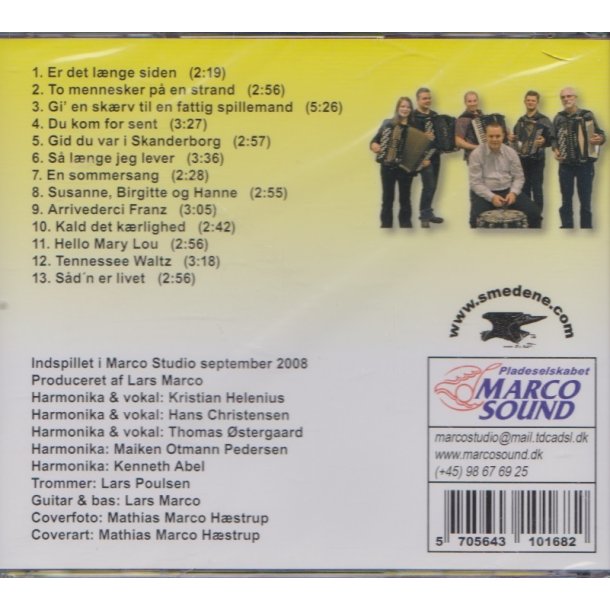 1. Er det længe siden (2:19)
2. To mennesker på en strand (2:56)
3. Gi' en skærv til en fattig spillemand (5:26)
4. Du kom for sent (3:27)
5. Gid du var i Skanderborg (2:57)
6. Så længe jeg lever (3:36)
7. En sommersang (2:28)
8. Susanne, Birgitte og Hanne (2:55)
9. Arrivederci Franz (3:05)
10. Kald det kærlighed (2:42)
11. Hello Mary Lou (2:56)
12. Tennessee Waltz (3:18)
13. Såd´n er livet (2:56)
www.smedene.com
Indspillet i Marco Studio september 2008
Produceret af Lars Marco
Harmonika & vokal: Kristian Helenius
Harmonika & vokal: Hans Christensen
Harmonika & vokal: Thomas Østergaard
Harmonika: Maiken Otmann Pedersen
Harmonika: Kenneth Abel
Trommer: Lars Poulsen
Guitar & bas: Lars Marco
Coverfoto: Mathias Marco Hæstrup
Coverart: Mathias Marco Hæstrup
Pladeselskabet
MARCO
SOUND
marcostudio@mail.tdcadsl.dk
www.marcosound.dk
(+45) 98 67 69 25
5 705643 101682